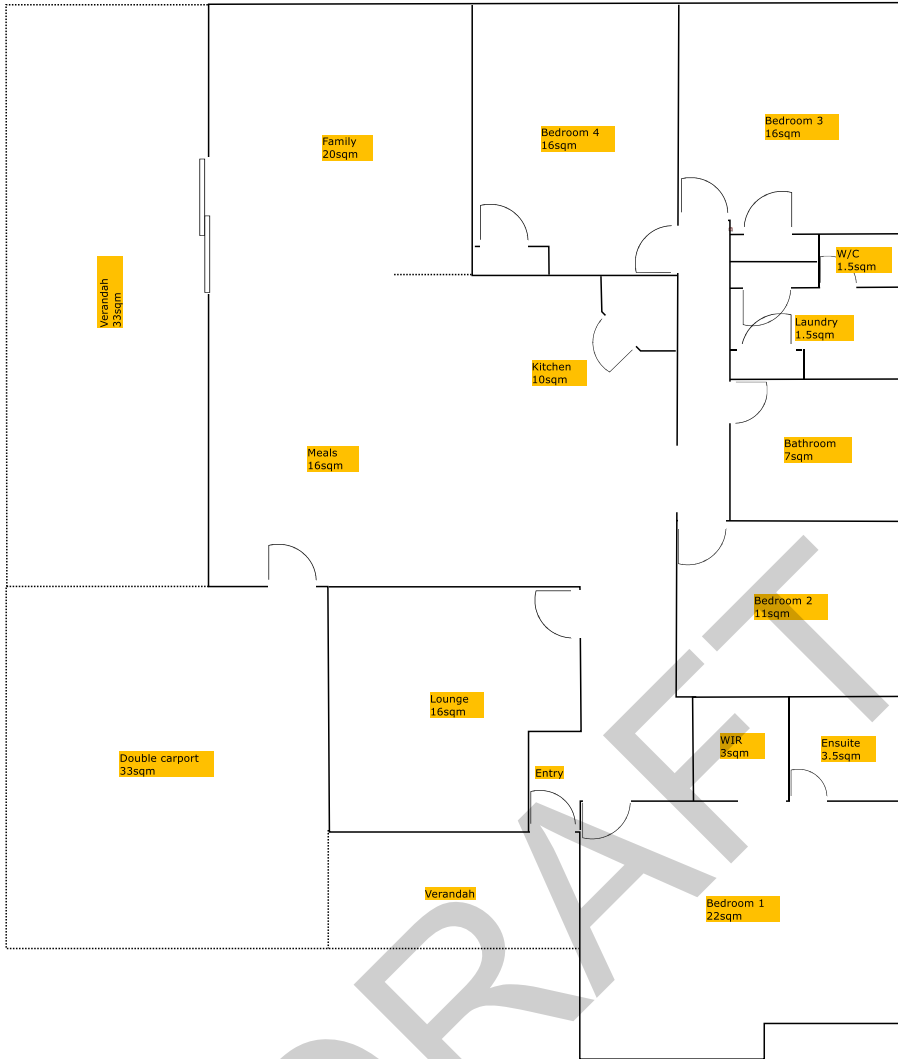 Bedroom 3
16sqm
Bedroom 4
16sqm
Family
20sqm
W/C
1.5sqm
Verandah
33sqm
Laundry
1.5sqm
Kitchen
10sqm
Bathroom
7sqm
Meals
16sqm
Bedroom 2
11sqm
Lounge
16sqm
WIR
3sqm
Ensuite
3.5sqm
Double carport
33sqm
Entry
Verandah
Bedroom 1
22sqm
DRAFT